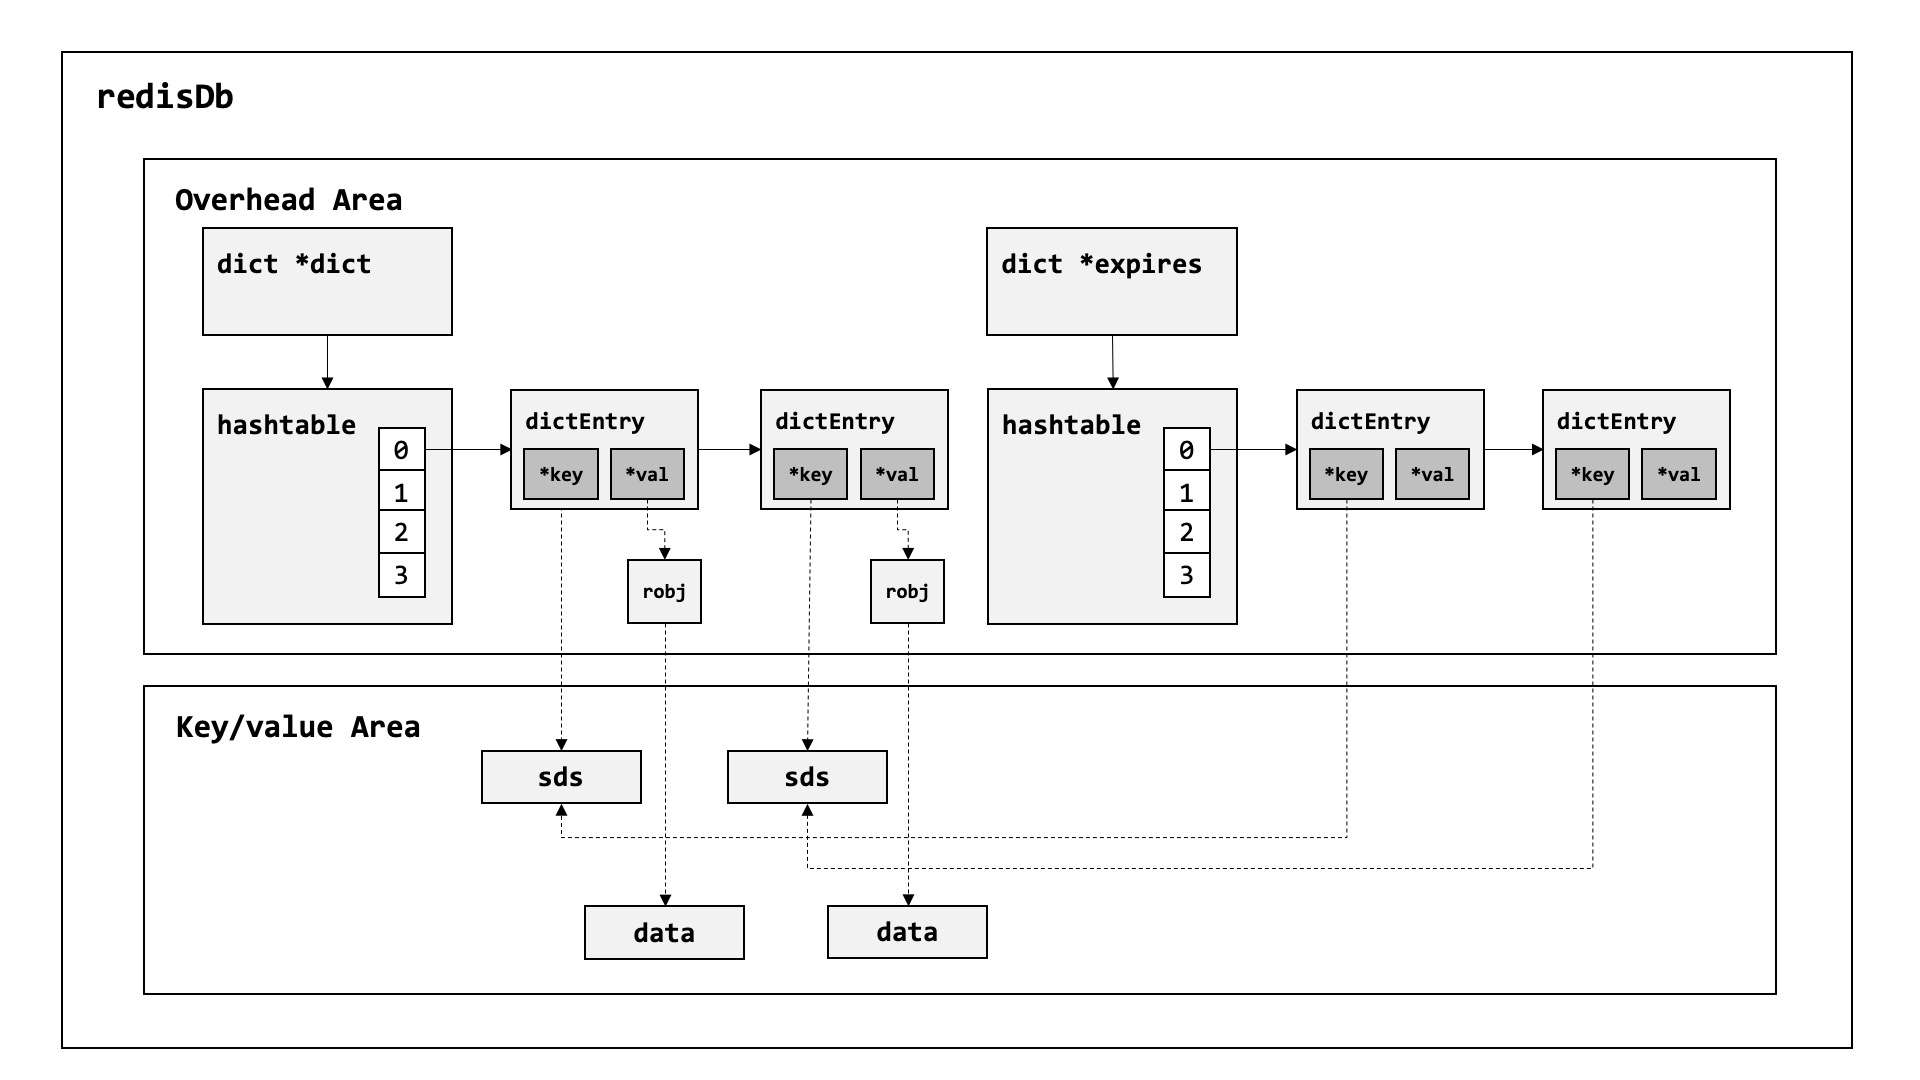 redisDb
Overhead Area
dict *dict
dict *expires
hashtable
0
1
2
3
dictEntry
*key
*val
dictEntry
*key
*val
robj
robj
hashtable
0
1
2
3
dictEntry
*key
*val
dictEntry
*key
*val
Key/value Area
sds
sds
data
data